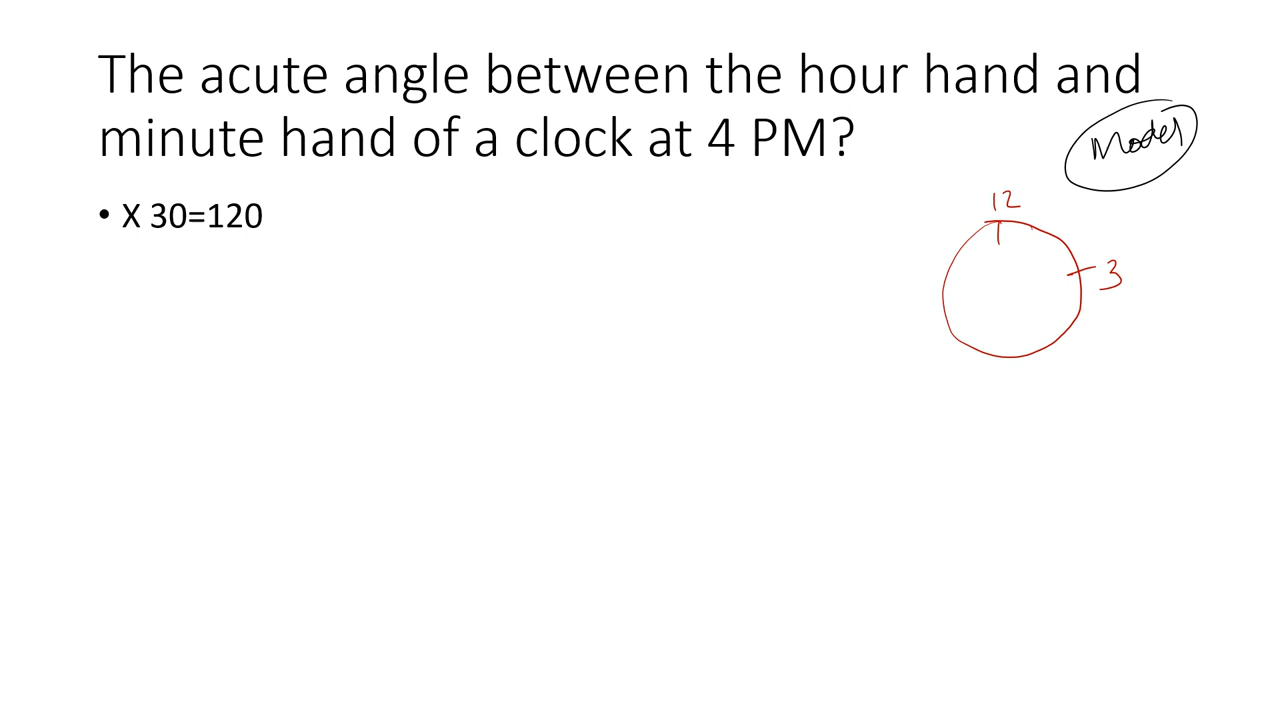 The acute angle between the hour hand and
minute hand of a clock at 4 PM?
Model
• X 30=120
12
3